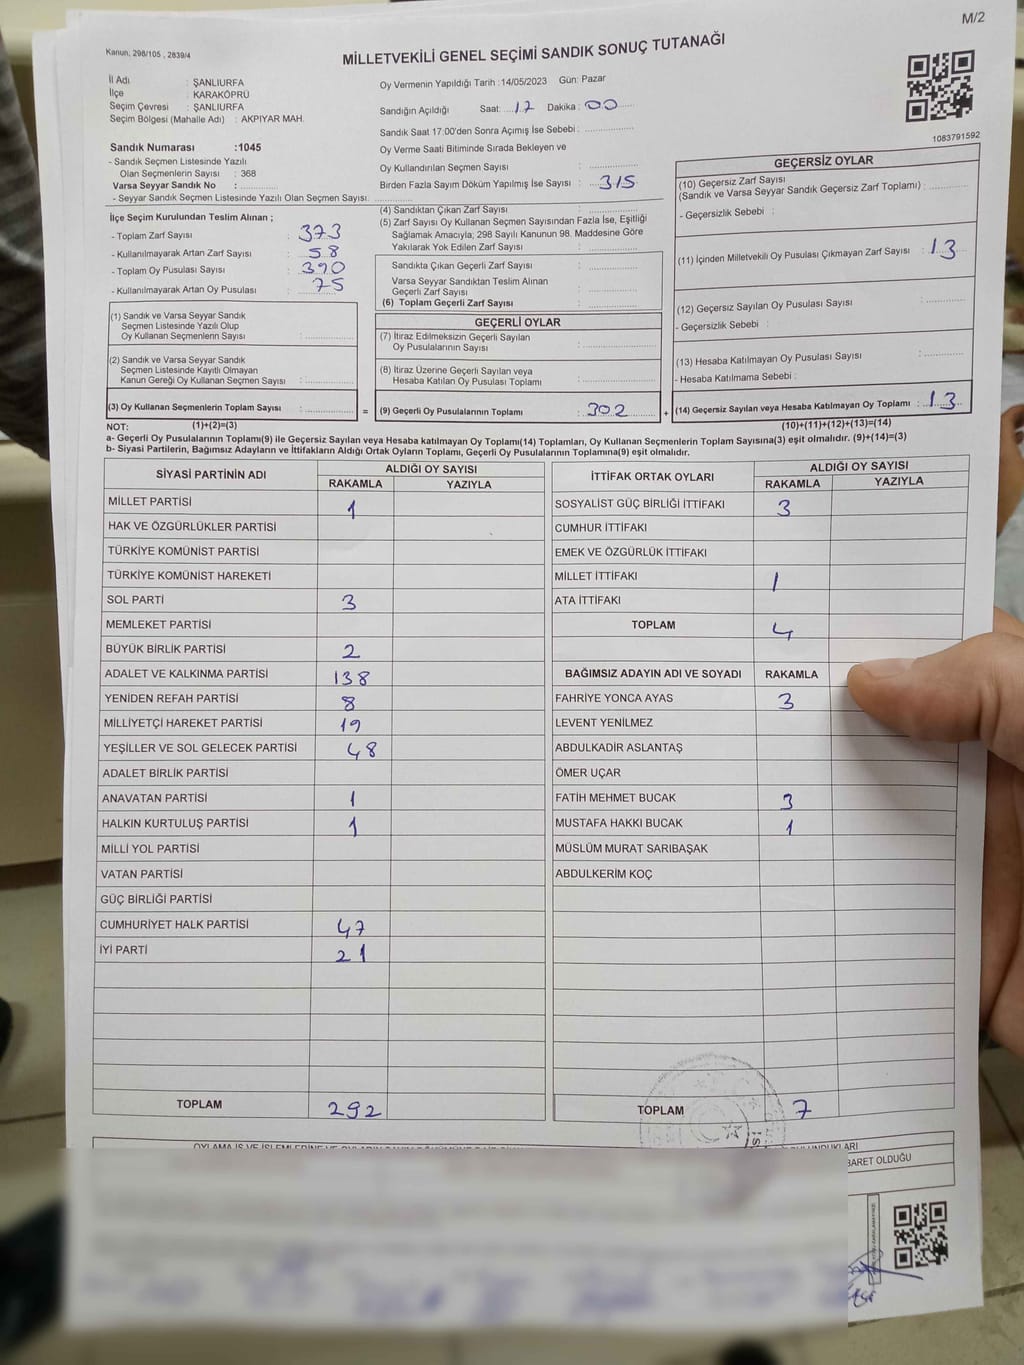 M/2
Kanun: 298/105 , 2839/4
MİLLETVEKİLİ GENEL SEÇİMİ SANDIK SONUÇ TUTANAĞI
İl Adı : ŞANLIURFA
İlçe : KARAKÖPRÜ
Seçim Çevresi : ŞANLIURFA
Seçim Bölgesi (Mahalle Adı) : AKPIYAR MAH.
Sandık Numarası :1045
- Sandık Seçmen Listesinde Yazılı
Olan Seçmenlerin Sayısı : 368
Varsa Seyyar Sandık No :
- Seyyar Sandık Seçmen Listesinde Yazılı Olan Seçmen Sayısı:
Oy Vermenin Yapıldığı Tarih :14/05/2023 Gün: Pazar
Sandığın Açıldığı Saat: 17 Dakika: 00
Sandık Saat 17:00'den Sonra Açımış İse Sebebi :
Oy Verme Saati Bitiminde Sırada Bekleyen ve
Oy Kullandırılan Seçmen Sayısı :
Birden Fazla Sayım Döküm Yapılmış İse Sayısı : 315
1083791592
İlçe Seçim Kurulundan Teslim Alınan ;
- Toplam Zarf Sayısı : 373
- Kullanılmayarak Artan Zarf Sayısı : 58
- Toplam Oy Pusulası Sayısı : 390
- Kullanılmayarak Artan Oy Pusulası : 75
(4) Sandıktan Çıkan Zarf Sayısı :
(5) Zarf Sayısı Oy Kullanan Seçmen Sayısından Fazla İse, Eşitliği
Sağlamak Amacıyla; 298 Sayılı Kanunun 98. Maddesine Göre
Yakılarak Yok Edilen Zarf Sayısı :
Sandıkta Çıkan Geçerli Zarf Sayısı :
Varsa Seyyar Sandıktan Teslim Alınan
Geçerli Zarf Sayısı :
(6) Toplam Geçerli Zarf Sayısı :
GEÇERSİZ OYLAR
(10) Geçersiz Zarf Sayısı
(Sandık ve Varsa Seyyar Sandık Geçersiz Zarf Toplamı) :
- Geçersizlik Sebebi :
(11) İçinden Milletvekili Oy Pusulası Çıkmayan Zarf Sayısı : 13
(12) Geçersiz Sayılan Oy Pusulası Sayısı :
- Geçersizlik Sebebi :
(13) Hesaba Katılmayan Oy Pusulası Sayısı :
- Hesaba Katılmama Sebebi :
(14) Geçersiz Sayılan veya Hesaba Katılmayan Oy Toplamı : 13
(10)+(11)+(12)+(13)=(14)
(1) Sandık ve Varsa Seyyar Sandık
Seçmen Listesinde Yazılı Olup
Oy Kullanan Seçmenlerin Sayısı :
(2) Sandık ve Varsa Seyyar Sandık
Seçmen Listesinde Kayıtlı Olmayan
Kanun Gereği Oy Kullanan Seçmen Sayısı :
(3) Oy Kullanan Seçmenlerin Toplam Sayısı :
(1)+(2)=(3)
=
GEÇERLİ OYLAR
(7) İtiraz Edilmeksizin Geçerli Sayılan
Oy Pusulalarının Sayısı :
(8) İtiraz Üzerine Geçerli Sayılan veya
Hesaba Katılan Oy Pusulası Toplamı :
(9) Geçerli Oy Pusulalarının Toplamı : 302
+
NOT:
a- Geçerli Oy Pusulalarının Toplamı(9) ile Geçersiz Sayılan veya Hesaba katılmayan Oy Toplamı(14) Toplamları, Oy Kullanan Seçmenlerin Toplam Sayısına(3) eşit olmalıdır. (9)+(14)=(3)
b- Siyasi Partilerin, Bağımsız Adayların ve İttifakların Aldığı Ortak Oyların Toplamı, Geçerli Oy Pusulalarının Toplamına(9) eşit olmalıdır.
SİYASİ PARTİNİN ADI ALDIĞI OY SAYISI
RAKAMLA YAZIYLA
MİLLET PARTİSİ 1
HAK VE ÖZGÜRLÜKLER PARTİSİ
TÜRKİYE KOMÜNİST PARTİSİ
TÜRKİYE KOMÜNİST HAREKETİ
SOL PARTİ 3
MEMLEKET PARTİSİ
BÜYÜK BİRLİK PARTİSİ 2
ADALET VE KALKINMA PARTİSİ 138
YENİDEN REFAH PARTİSİ 8
MİLLİYETÇİ HAREKET PARTİSİ 19
YEŞİLLER VE SOL GELECEK PARTİSİ 48
ADALET BİRLİK PARTİSİ
ANAVATAN PARTİSİ 1
HALKIN KURTULUŞ PARTİSİ 1
MİLLİ YOL PARTİSİ
VATAN PARTİSİ
GÜÇ BİRLİĞİ PARTİSİ
CUMHURİYET HALK PARTİSİ 47
İYİ PARTİ 21
TOPLAM 292
İTTİFAK ORTAK OYLARI ALDIĞI OY SAYISI
RAKAMLA YAZIYLA
SOSYALİST GÜÇ BİRLİĞİ İTTİFAKI 3
CUMHUR İTTİFAKI
EMEK VE ÖZGÜRLÜK İTTİFAKI
MİLLET İTTİFAKI 1
ATA İTTİFAKI
TOPLAM 4
BAĞIMSIZ ADAYIN ADI VE SOYADI RAKAMLA
FAHRİYE YONCA AYAS 3
LEVENT YENİLMEZ
ABDULKADİR ASLANTAŞ
ÖMER UÇAR
FATİH MEHMET BUCAK 3
MUSTAFA HAKKI BUCAK 1
MÜSLÜM MURAT SARIBAŞAK
ABDULKERİM KOÇ
TOPLAM 7
OLDUĞU